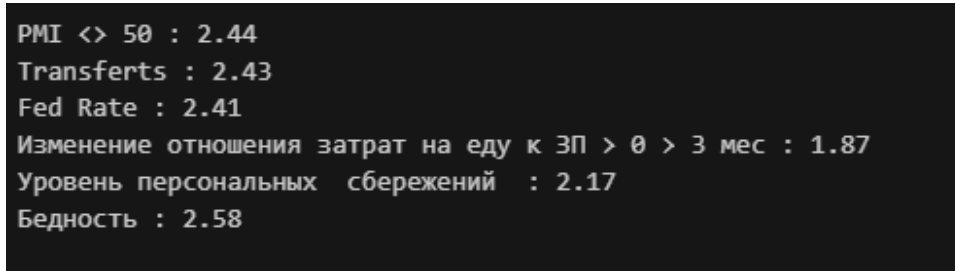 PMI <> 50 : 2.44
Transferts : 2.43
Fed Rate : 2.41
Изменение отношения затрат на еду к ЗП > 0 > 3 мес : 1.87
Уровень персональных  сбережений  : 2.17
Бедность : 2.58